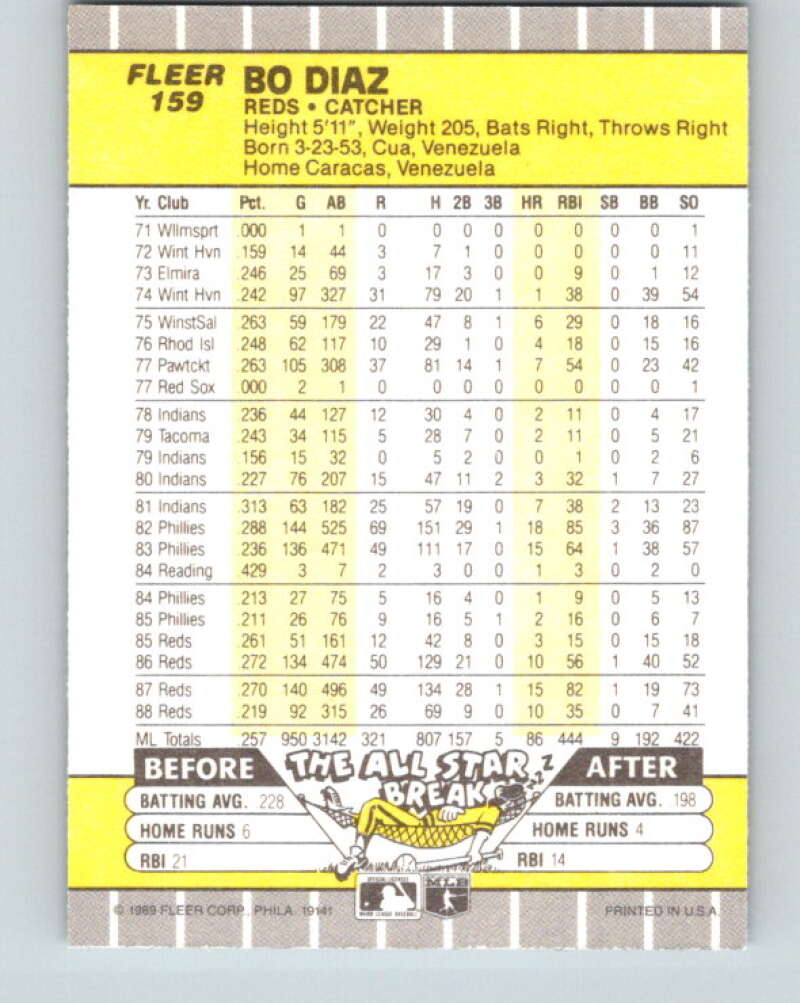 FLEER
159
BO DIAZ
REDS • CATCHER
Height 5'11", Weight 205, Bats Right, Throws Right
Born 3-23-53, Cua, Venezuela
Home Caracas, Venezuela
Yr. Club Pct. G AB R H 2B 3B HR RBI SB BB SO
71 Wllmsprt .000 1 1 0 0 0 0 0 0 0 0 1
72 Wint Hvn .159 14 44 3 7 1 0 0 0 0 0 11
73 Elmira .246 25 69 3 17 3 0 0 9 0 1 12
74 Wint Hvn .242 97 327 31 79 20 1 1 38 0 39 54
75 WinstSal .263 59 179 22 47 8 1 6 29 0 18 16
76 Rhod Isl .248 62 117 10 29 1 0 4 18 0 15 16
77 Pawtckt .263 105 308 37 81 14 1 7 54 0 23 42
77 Red Sox .000 2 1 0 0 0 0 0 0 0 0 1
78 Indians .236 44 127 12 30 4 0 2 11 0 4 17
79 Tacoma .243 34 115 5 28 7 0 2 11 0 5 21
79 Indians .156 15 32 0 5 2 0 0 1 0 2 6
80 Indians .227 76 207 15 47 11 2 3 32 1 7 27
81 Indians .313 63 182 25 57 19 0 7 38 2 13 23
82 Phillies .288 144 525 69 151 29 1 18 85 3 36 87
83 Phillies .236 136 471 49 111 17 0 15 64 1 38 57
84 Reading .429 3 7 2 3 0 0 1 3 0 2 0
84 Phillies .213 27 75 5 16 4 0 1 9 0 5 13
85 Phillies .211 26 76 9 16 5 1 2 16 0 6 7
85 Reds .261 51 161 12 42 8 0 3 15 0 15 18
86 Reds .272 134 474 50 129 21 0 10 56 1 40 52
87 Reds .270 140 496 49 134 28 1 15 82 1 19 73
88 Reds .219 92 315 26 69 9 0 10 35 0 7 41
ML Totals .257 950 3142 321 807 157 5 86 444 9 192 422
BEFORE THE ALL STAR BREAK AFTER
ZZZ
BATTING AVG. .228 BATTING AVG. .198
HOME RUNS 6 HOME RUNS 4
RBI 21 RBI 14
OFFICIAL LICENSEE
MAJOR LEAGUE BASEBALL
MLB
© 1989 FLEER CORP., PHILA. 19141 PRINTED IN U.S.A.